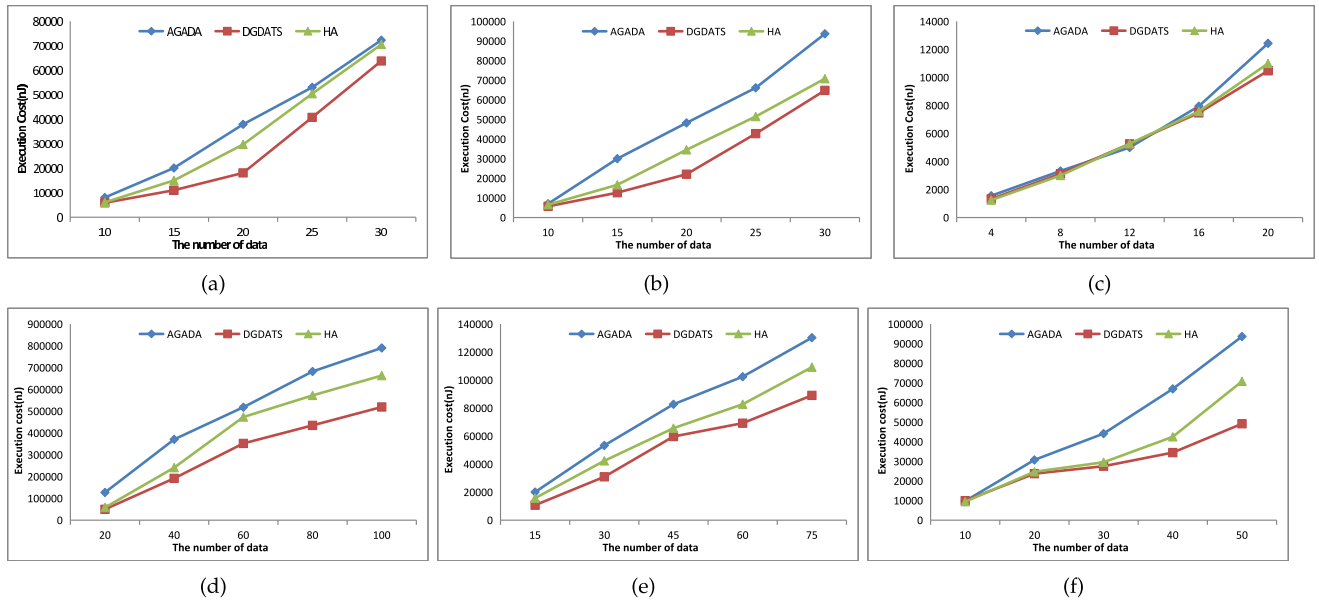 80000
70000
60000
50000
40000
30000
20000
10000
0
Execution Cost(nJ)
AGADA DGDATS HA
10 15 20 25 30
The number of data
(a)
100000
90000
80000
70000
60000
50000
40000
30000
20000
10000
0
Execution Cost(nJ)
AGADA DGDATS HA
10 15 20 25 30
The number of data
(b)
14000
12000
10000
8000
6000
4000
2000
0
Execution Cost(nJ)
AGADA DGDATS HA
4 8 12 16 20
The number of data
(c)
900000
800000
700000
600000
500000
400000
300000
200000
100000
0
Execution cost(nJ)
AGADA DGDATS HA
20 40 60 80 100
The number of data
(d)
140000
120000
100000
80000
60000
40000
20000
0
Execution cost(nJ)
AGADA DGDATS HA
15 30 45 60 75
The number of data
(e)
100000
90000
80000
70000
60000
50000
40000
30000
20000
10000
0
Execution cost(nJ)
AGADA DGDATS HA
10 20 30 40 50
The number of data
(f)